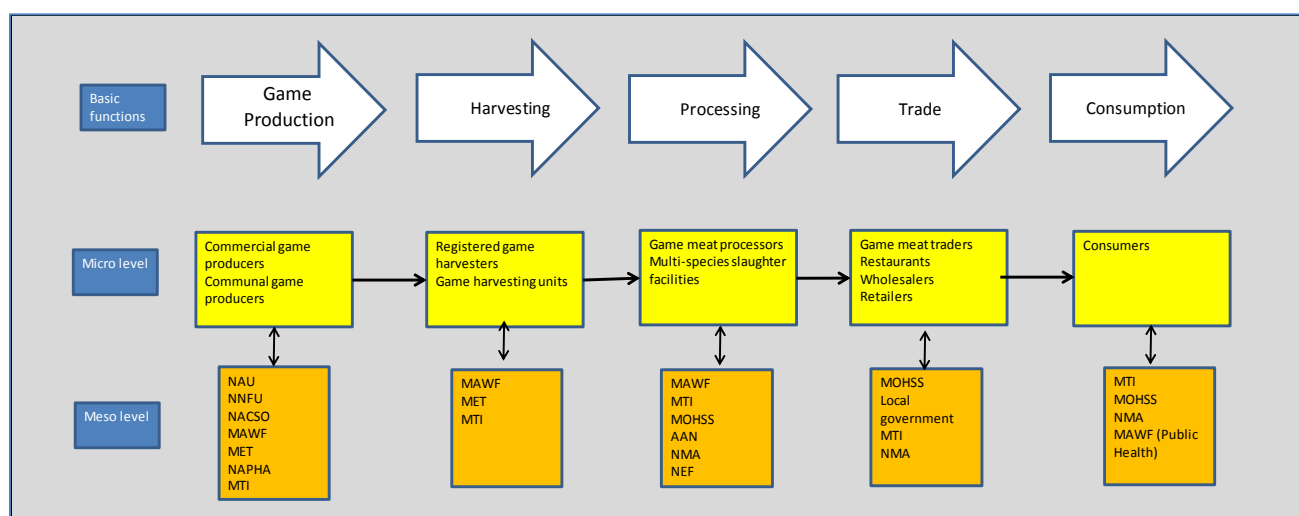 Basic
functions
Game
Production
Harvesting
Processing
Trade
Consumption
Micro level
Commercial game
producers
Communal game
producers
Registered game
harvesters
Game harvesting units
Game meat processors
Multi-species slaughter
facilities
Game meat traders
Restaurants
Wholesalers
Retailers
Consumers
Meso level
NAU
NNFU
NACSO
MAWF
MET
NAPHA
MTI
MAWF
MET
MTI
MAWF
MTI
MOHSS
AAN
NMA
NEF
MOHSS
Local
government
MTI
NMA
MTI
MOHSS
NMA
MAWF (Public
Health)